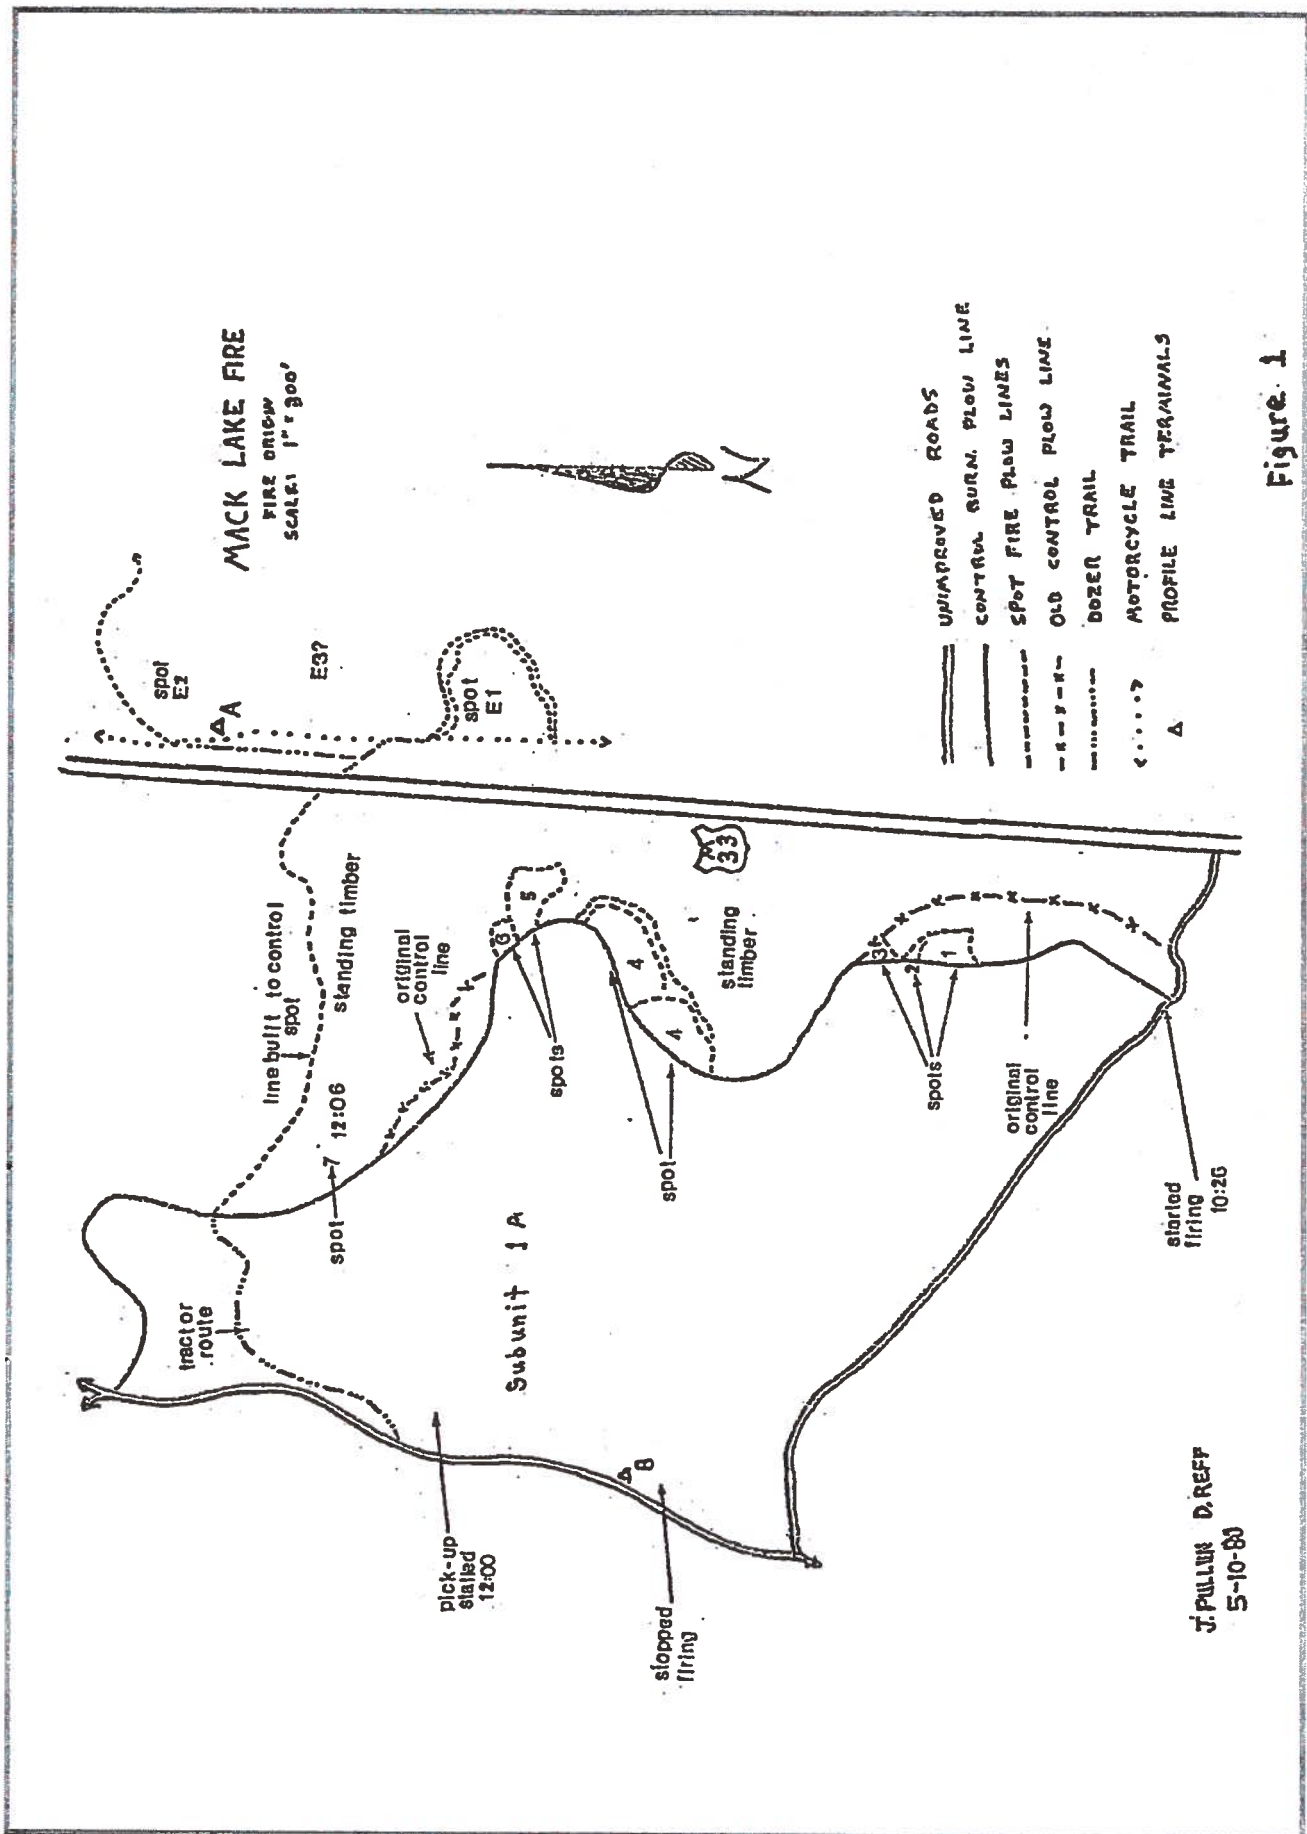 MACK LAKE FIRE
FIRE ORIGIN
SCALE: 1" = 300'
spot
E2
A
E3?
spot
E1
line built to control
spot
standing timber
original
control
line
12:06
7
spot
6
5
spots
4
4
spot
M
33
standing
timber
3
2
1
spots
original
control
line
started
firing
10:26
tractor
route
Subunit 1A
pick-up
stalled
12:00
B
stopped
firing
UNIMPROVED ROADS
CONTROL BURN. PLOW LINE
SPOT FIRE PLOW LINES
OLD CONTROL PLOW LINE
DOZER TRAIL
MOTORCYCLE TRAIL
PROFILE LINE TERMINALS
J. PULLIN D. REFF
5-10-80
Figure 1